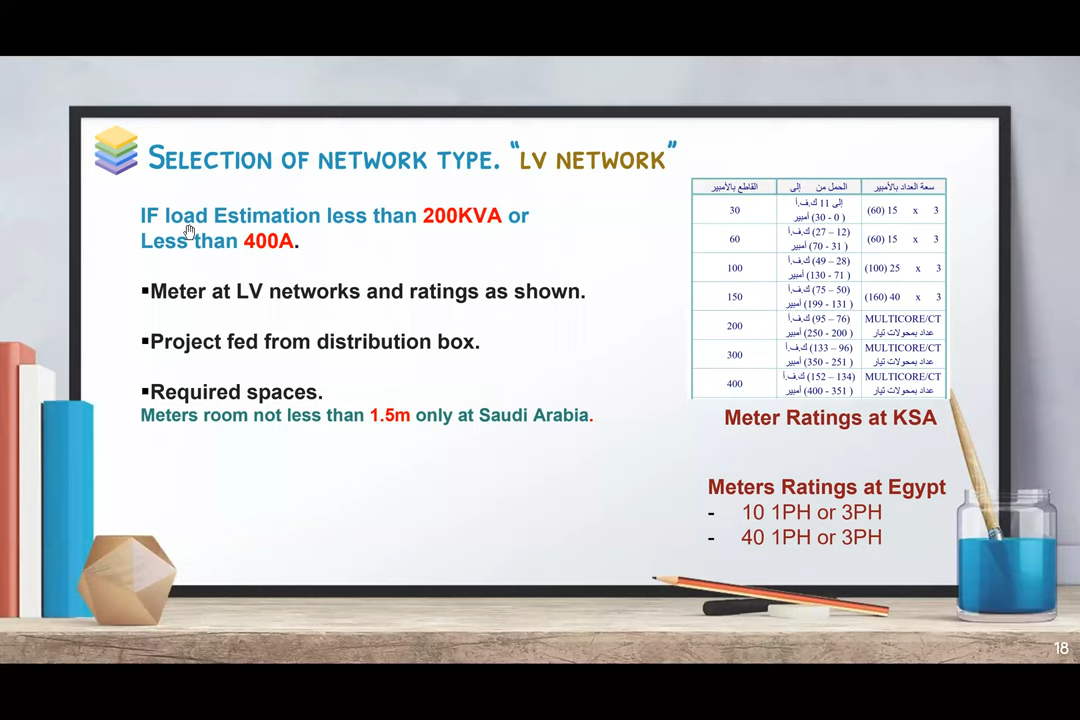 SELECTION OF NETWORK TYPE. "LV NETWORK"
IF load Estimation less than 200KVA or
Less than 400A.
▪Meter at LV networks and ratings as shown.
▪Project fed from distribution box.
▪Required spaces.
Meters room not less than 1.5m only at Saudi Arabia.
القاطع بالأمبير
الحمل من إلى
سعة العداد بالأمبير
30
إلى 11 ك.ف.أ
(30 - 0) أمبير
3 x 15 (60)
60
(27 – 12) ك.ف.أ
(70 - 31) أمبير
3 x 15 (60)
100
(49 – 28) ك.ف.أ
(130 - 71) أمبير
3 x 25 (100)
150
(75 – 50) ك.ف.أ
(199 - 131) أمبير
3 x 40 (160)
200
(95 – 76) ك.ف.أ
(250 - 200) أمبير
MULTICORE/CT
عداد بمحولات تيار
300
(133 – 96) ك.ف.أ
(350 - 251) أمبير
MULTICORE/CT
عداد بمحولات تيار
400
(152 – 134) ك.ف.أ
(400 - 351) أمبير
MULTICORE/CT
عداد بمحولات تيار
Meter Ratings at KSA
Meters Ratings at Egypt
- 10 1PH or 3PH
- 40 1PH or 3PH
18